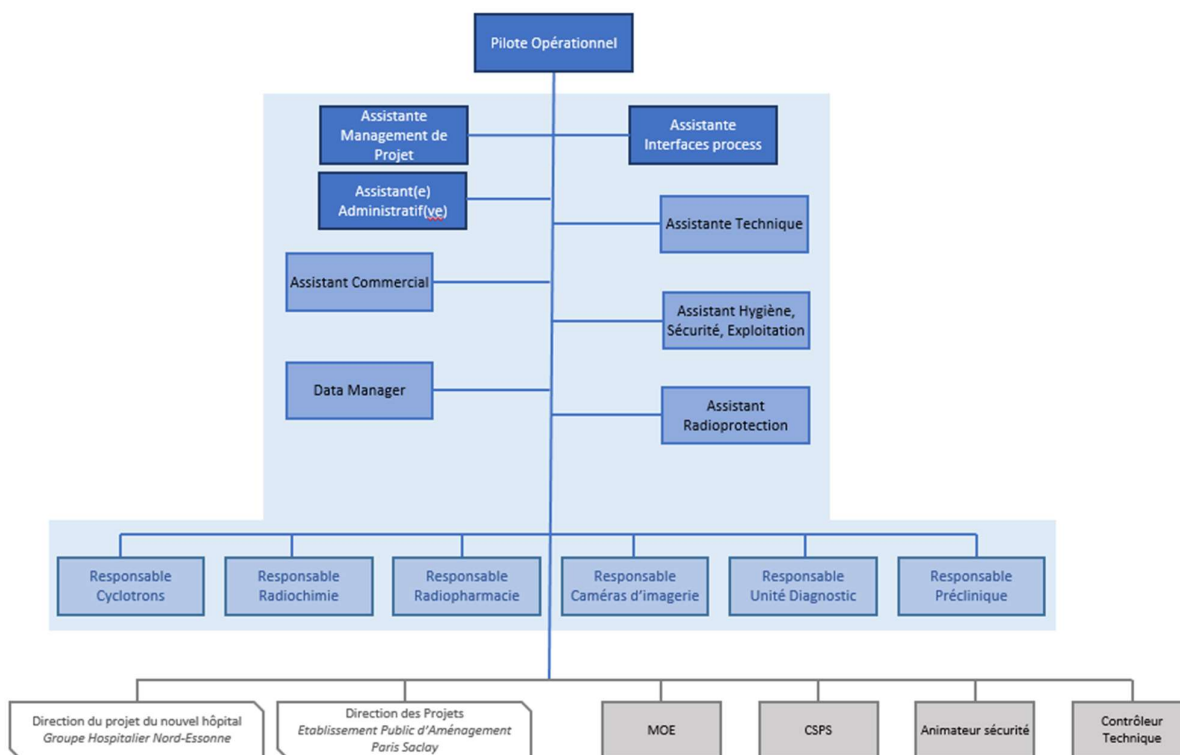 Pilote Opérationnel
Assistante
Management de
Projet
Assistante
Interfaces process
Assistant(e)
Administratif(ve)
Assistante Technique
Assistant Commercial
Assistant Hygiène,
Sécurité, Exploitation
Data Manager
Assistant
Radioprotection
Responsable
Cyclotrons
Responsable
Radiochimie
Responsable
Radiopharmacie
Responsable
Caméras d'imagerie
Responsable
Unité Diagnostic
Responsable
Préclinique
Direction du projet du nouvel hôpital
Groupe Hospitalier Nord-Essonne
Direction des Projets
Etablissement Public d'Aménagement
Paris Saclay
MOE
CSPS
Animateur sécurité
Contrôleur
Technique